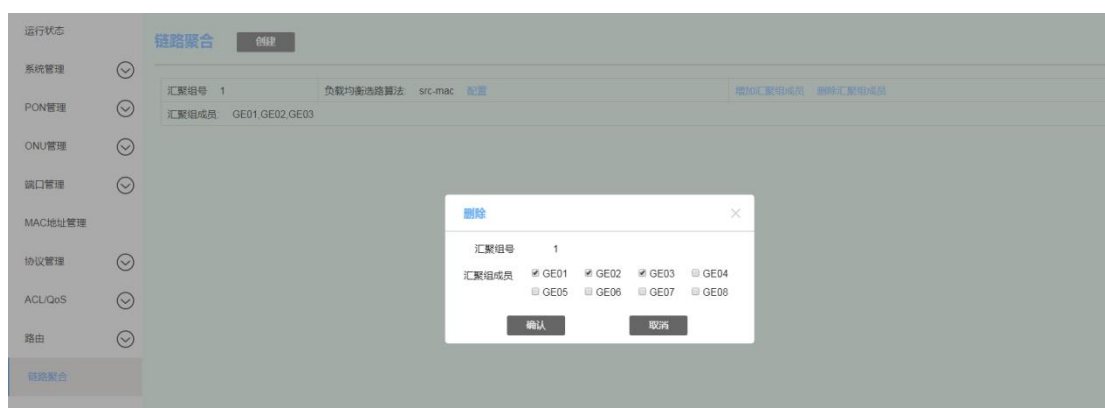 运行状态
系统管理
PON管理
ONU管理
端口管理
MAC地址管理
协议管理
ACL/QoS
路由
链路聚合
链路聚合 创建
汇聚组号 1 负载均衡选路算法: src-mac 配置 增加汇聚组成员 删除汇聚组成员
汇聚组成员: GE01,GE02,GE03
删除 ×
汇聚组号 1
汇聚组成员 GE01 GE02 GE03 GE04
GE05 GE06 GE07 GE08
确认 取消